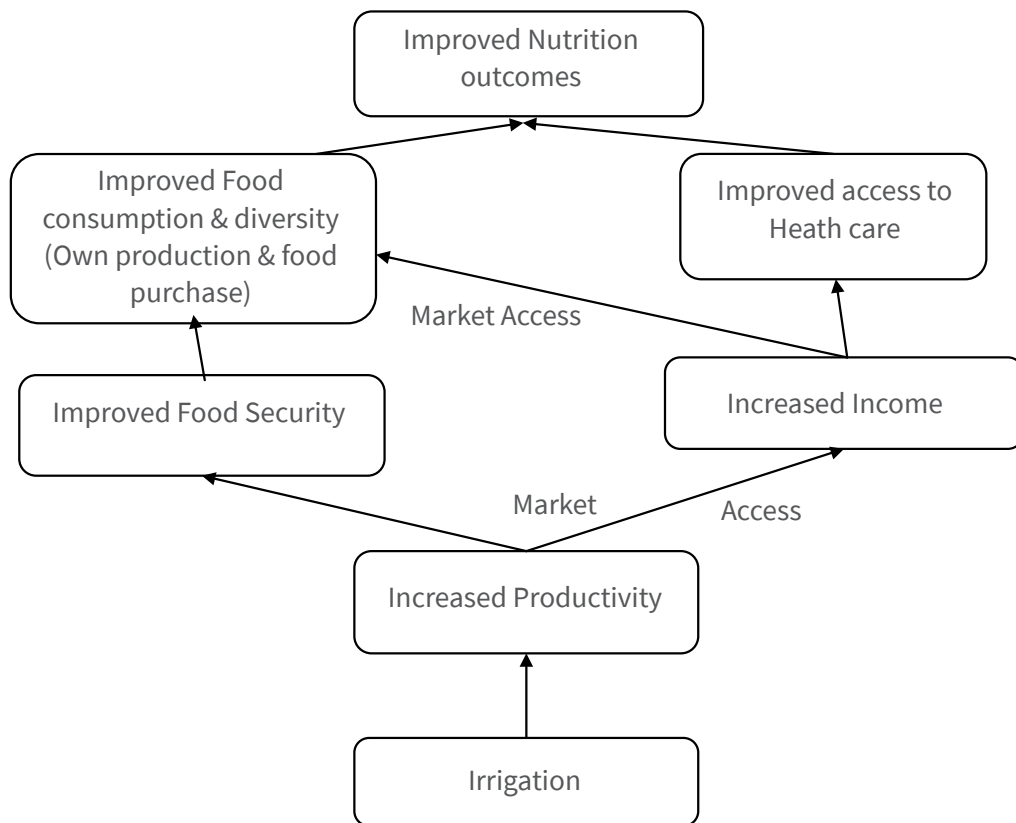 Improved Nutrition
outcomes
Improved Food
consumption & diversity
(Own production & food
purchase)
Improved access to
Heath care
Market Access
Improved Food Security
Increased Income
Market
Access
Increased Productivity
Irrigation